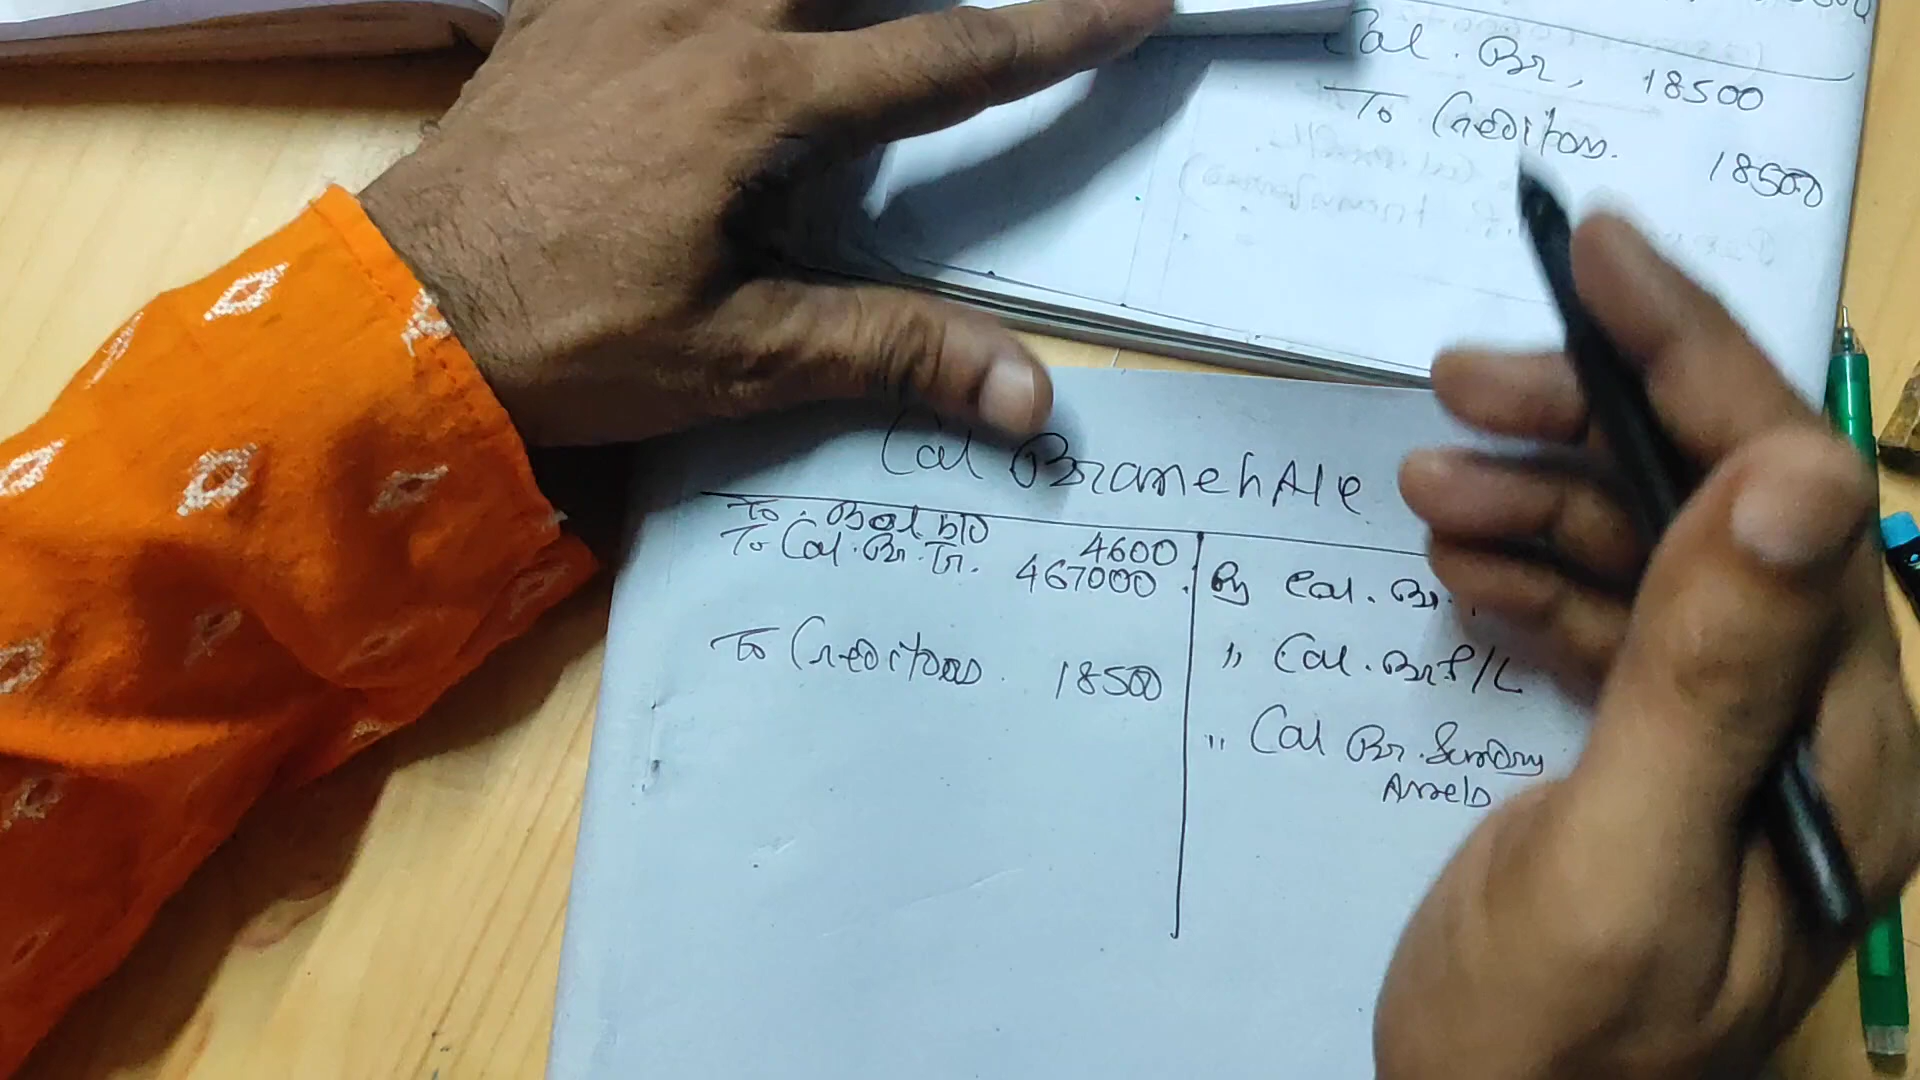 Cal. Br, 18500
To Creditors. 18500
Cal Branch A/c
To Bal b/D 4600
To Cal. Br. Tr. 467000
To Creditors. 18500
By Cal. Br.
" Cal. Br P/L
" Cal Br. Sundry
Assets